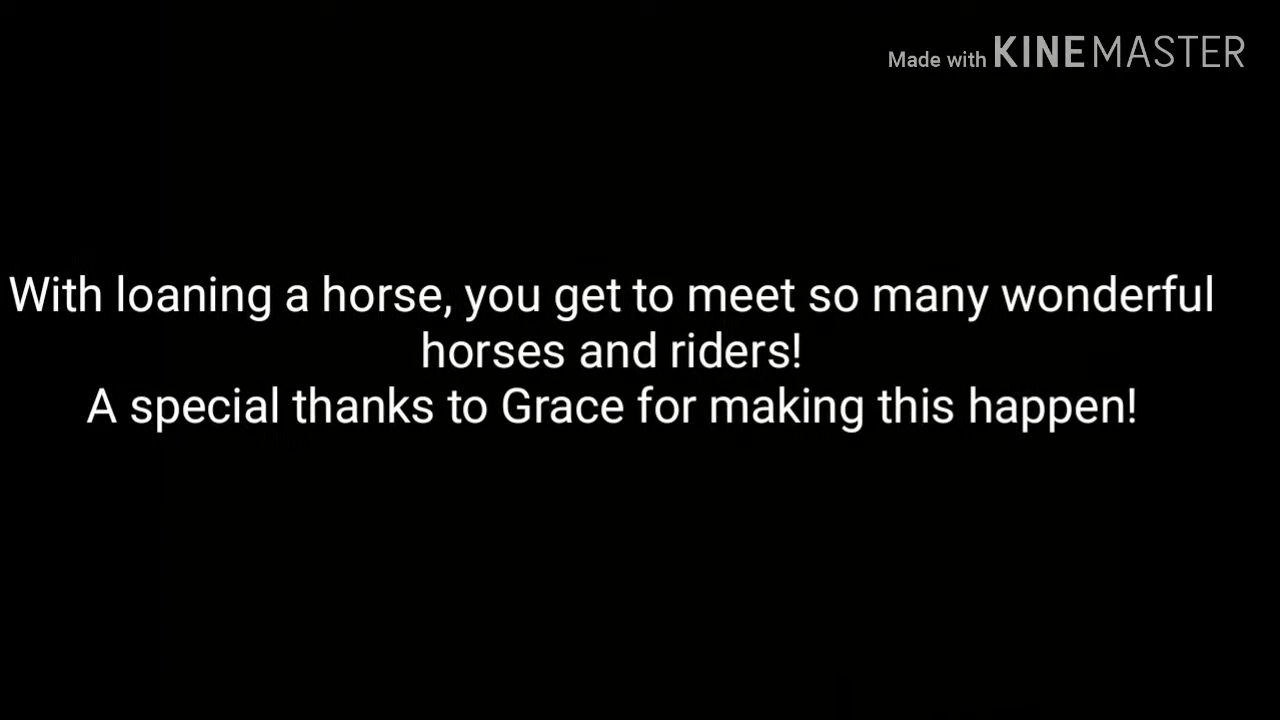 Made with KINEMASTER
With loaning a horse, you get to meet so many wonderful
horses and riders!
A special thanks to Grace for making this happen!